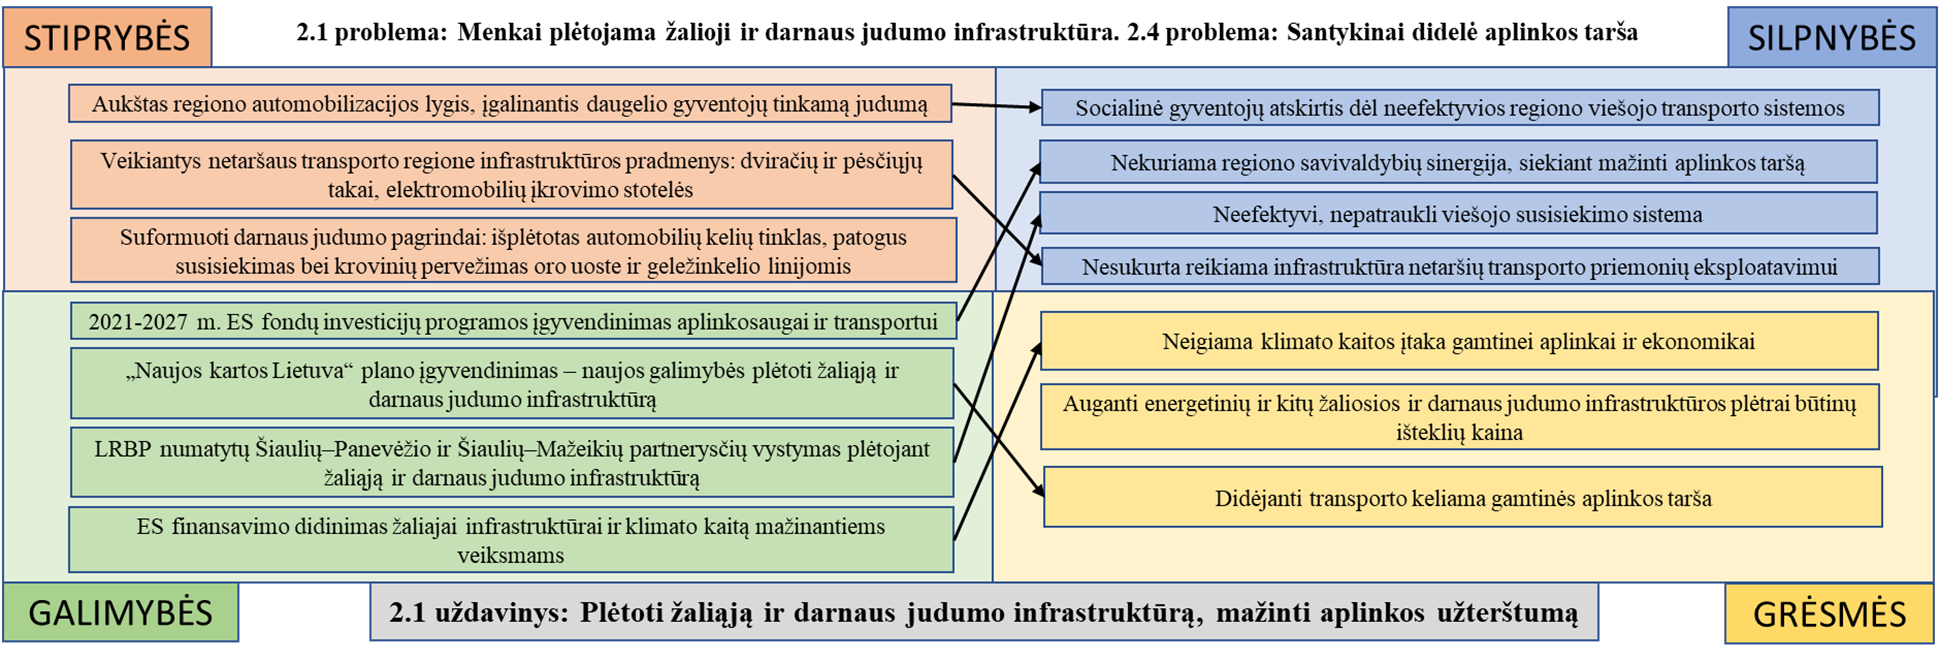 STIPRYBĖS
2.1 problema: Menkai plėtojama žalioji ir darnaus judumo infrastruktūra. 2.4 problema: Santykinai didelė aplinkos tarša
SILPNYBĖS
Aukštas regiono automobilizacijos lygis, įgalinantis daugelio gyventojų tinkamą judumą
Veikiantys netaršaus transporto regione infrastruktūros pradmenys: dviračių ir pėsčiųjų
takai, elektromobilių įkrovimo stotelės
Suformuoti darnaus judumo pagrindai: išplėtotas automobilių kelių tinklas, patogus
susisiekimas bei krovinių pervežimas oro uoste ir geležinkelio linijomis
Socialinė gyventojų atskirtis dėl neefektyvios regiono viešojo transporto sistemos
Nekuriama regiono savivaldybių sinergija, siekiant mažinti aplinkos taršą
Neefektyvi, nepatraukli viešojo susisiekimo sistema
Nesukurta reikiama infrastruktūra netaršių transporto priemonių eksploatavimui
2021-2027 m. ES fondų investicijų programos įgyvendinimas aplinkosaugai ir transportui
„Naujos kartos Lietuva“ plano įgyvendinimas – naujos galimybės plėtoti žaliąją ir
darnaus judumo infrastruktūrą
LRBP numatytų Šiaulių–Panevėžio ir Šiaulių–Mažeikių partnerysčių vystymas plėtojant
žaliąją ir darnaus judumo infrastruktūrą
ES finansavimo didinimas žaliajai infrastruktūrai ir klimato kaitą mažinantiems
veiksmams
Neigiama klimato kaitos įtaka gamtinei aplinkai ir ekonomikai
Auganti energetinių ir kitų žaliosios ir darnaus judumo infrastruktūros plėtrai būtinų
išteklių kaina
Didėjanti transporto keliama gamtinės aplinkos tarša
GALIMYBĖS
2.1 uždavinys: Plėtoti žaliąją ir darnaus judumo infrastruktūrą, mažinti aplinkos užterštumą
GRĖSMĖS